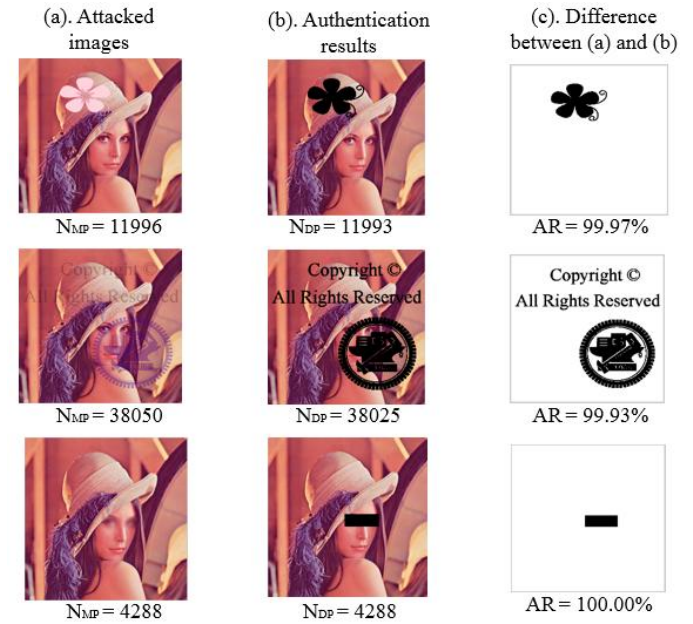 (a). Attacked
images
(b). Authentication
results
(c). Difference
between (a) and (b)
NMP = 11996
NDP = 11993
AR = 99.97%
Copyright ©
All Rights Reserved
Copyright ©
All Rights Reserved
Copyright ©
All Rights Reserved
NMP = 38050
NDP = 38025
AR = 99.93%
NMP = 4288
NDP = 4288
AR = 100.00%